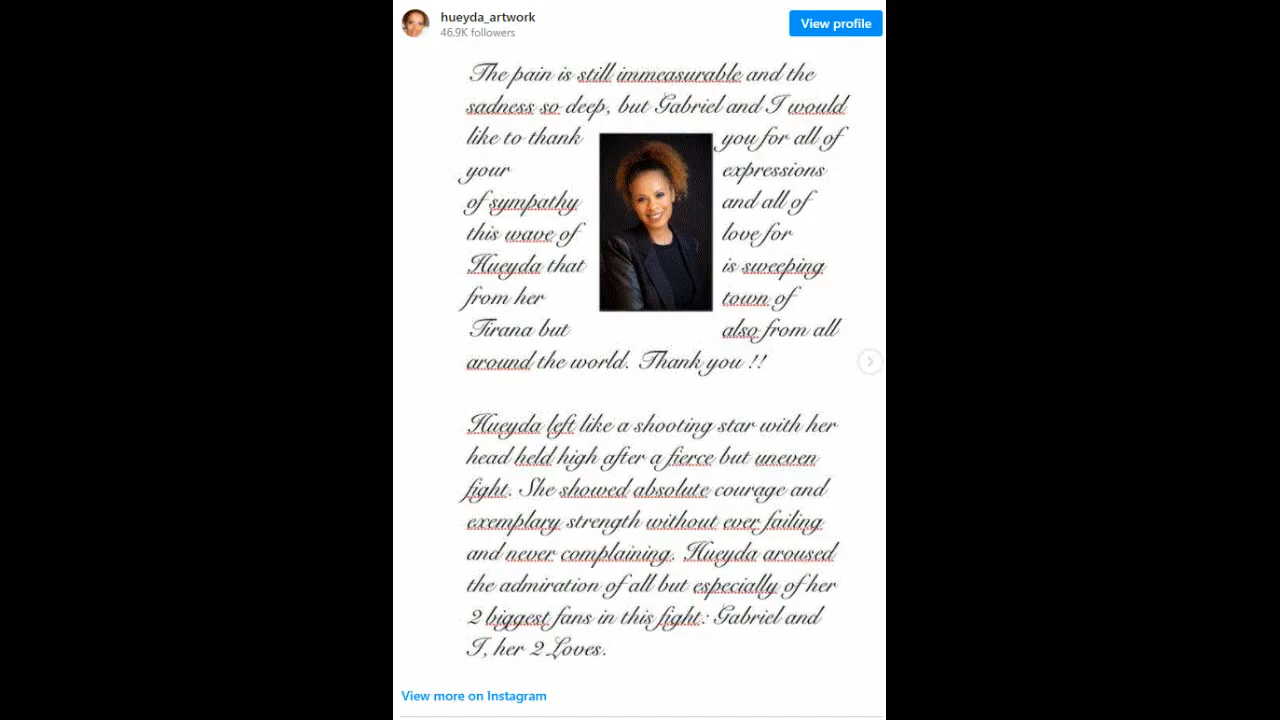 hueyda_artwork
46.9K followers
View profile
The pain is still immeasurable and the
sadness so deep, but Gabriel and I would
like to thank you for all of
your expressions
of sympathy and all of
this wave of love for
Hueyda that is sweeping
from her town of
Tirana but also from all
around the world. Thank you !!
Hueyda left like a shooting star with her
head held high after a fierce but uneven
fight. She showed absolute courage and
exemplary strength without ever failing
and never complaining. Hueyda aroused
the admiration of all but especially of her
2 biggest fans in this fight: Gabriel and
I, her 2 Loves.
View more on Instagram